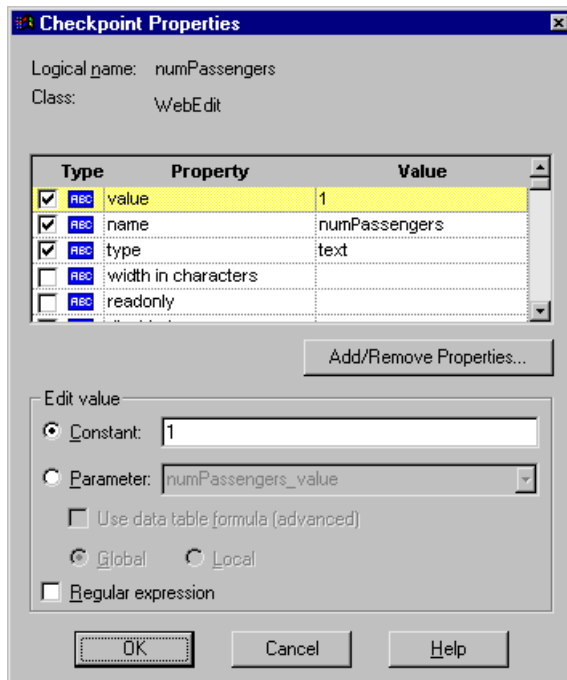 Checkpoint Properties
Logical name: numPassengers
Class: WebEdit
Type Property Value
ABC value 1
ABC name numPassengers
ABC type text
ABC width in characters
ABC readonly
Add/Remove Properties...
Edit value
Constant: 1
Parameter: numPassengers_value
Use data table formula (advanced)
Global Local
Regular expression
OK Cancel Help